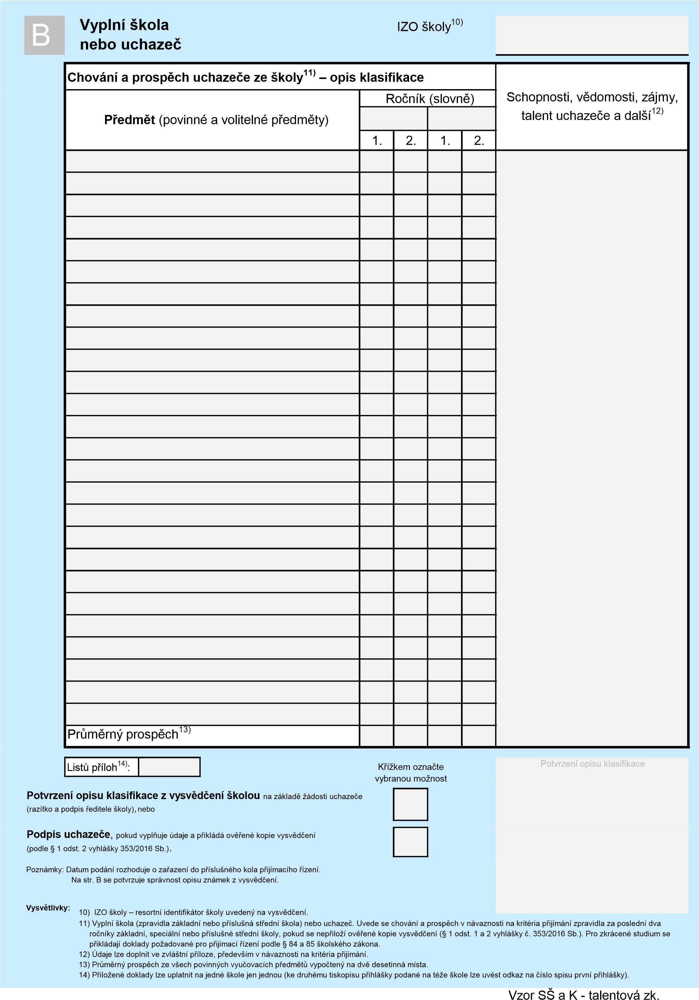 B
Vyplní škola
nebo uchazeč
IZO školy10)
Chování a prospěch uchazeče ze školy11) – opis klasifikace
Předmět (povinné a volitelné předměty)
Ročník (slovně)
1. 2. 1. 2.
Schopnosti, vědomosti, zájmy,
talent uchazeče a další12)
Průměrný prospěch13)
Listů příloh14):
Křížkem označte
vybranou možnost
Potvrzení opisu klasifikace
Potvrzení opisu klasifikace z vysvědčení školou na základě žádosti uchazeče
(razítko a podpis ředitele školy), nebo
Podpis uchazeče, pokud vyplňuje údaje a přikládá ověřené kopie vysvědčení
(podle § 1 odst. 2 vyhlášky 353/2016 Sb.).
Poznámky: Datum podání rozhoduje o zařazení do příslušného kola přijímacího řízení.
Na str. B se potvrzuje správnost opisu známek z vysvědčení.
Vysvětlivky:
10) IZO školy – resortní identifikátor školy uvedený na vysvědčení.
11) Vyplní škola (zpravidla základní nebo příslušná střední škola) nebo uchazeč. Uvede se chování a prospěch v návaznosti na kritéria přijímání zpravidla za poslední dva
ročníky základní, speciální nebo příslušné střední školy, pokud se nepřiloží ověřené kopie vysvědčení (§ 1 odst. 1 a 2 vyhlášky č. 353/2016 Sb.). Pro zkrácené studium se
přikládají doklady požadované pro přijímací řízení podle § 84 a 85 školského zákona.
12) Údaje lze doplnit ve zvláštní příloze, především v návaznosti na kritéria přijímání.
13) Průměrný prospěch ze všech povinných vyučovacích předmětů vypočtený na dvě desetinná místa.
14) Přiložené doklady lze uplatnit na jedné škole jen jednou (ke druhému tiskopisu přihlášky podané na téže škole lze uvést odkaz na číslo spisu první přihlášky).
Vzor SŠ a K - talentová zk.